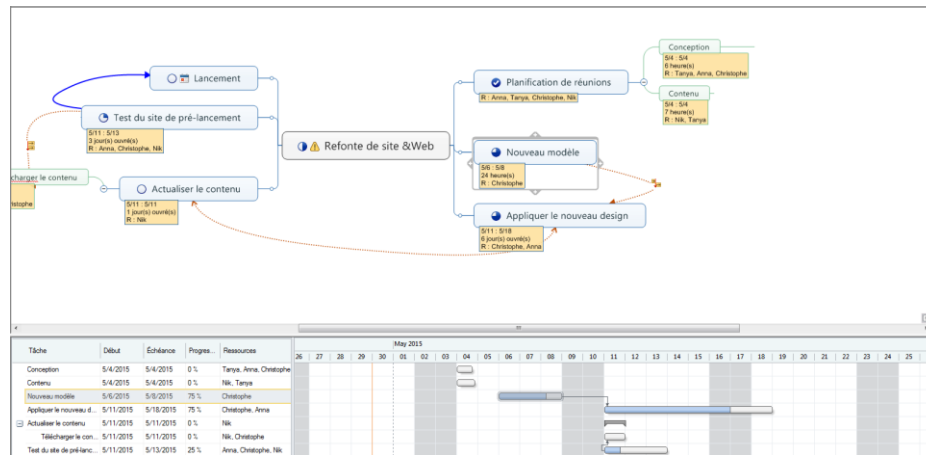 Conception
5/4 : 5/4
6 heure(s)
R : Tanya, Anna, Christophe
Lancement
Planification de réunions
R : Anna, Tanya, Christophe, Nik
Contenu
5/4 : 5/4
7 heure(s)
R : Nik, Tanya
Test du site de pré-lancement
5/11 : 5/13
3 jour(s) ouvré(s)
R : Anna, Christophe, Nik
Refonte de site &Web
Nouveau modèle
5/6 : 5/8
24 heure(s)
R : Christophe
charger le contenu
istophe
Actualiser le contenu
5/11 : 5/11
1 jour(s) ouvré(s)
R : Nik
Appliquer le nouveau design
5/11 : 5/18
6 jour(s) ouvré(s)
R : Christophe, Anna
May 2015
Tâche Début Échéance Progres... Ressources 26 27 28 29 30 01 02 03 04 05 06 07 08 09 10 11 12 13 14 15 16 17 18 19 20 21 22 23 24 25
Conception 5/4/2015 5/4/2015 0 % Tanya, Anna, Christophe
Contenu 5/4/2015 5/4/2015 0 % Nik, Tanya
Nouveau modèle 5/6/2015 5/8/2015 75 % Christophe
Appliquer le nouveau d... 5/11/2015 5/18/2015 75 % Christophe, Anna
Actualiser le contenu 5/11/2015 5/11/2015 0 % Nik
Télécharger le con... 5/11/2015 5/11/2015 0 % Nik, Christophe
Test du site de pré-lanc... 5/11/2015 5/13/2015 25 % Anna, Christophe, Nik